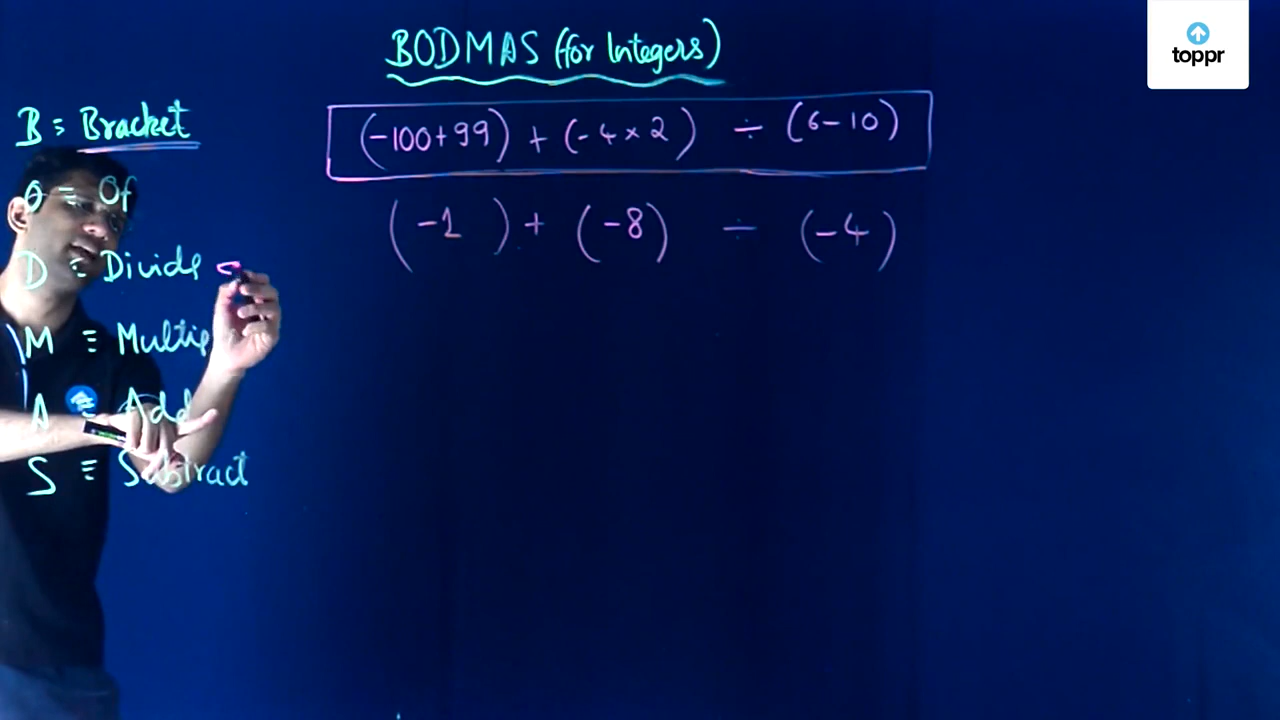 BODMAS (for Integers)
toppr
B ≡ Bracket
(-100+99) + (-4×2) ÷ (6-10)
O ≡ Of
(-1) + (-8) ÷ (-4)
D ≡ Divide
M ≡ Multip
A ≡ Add
S ≡ Subtract